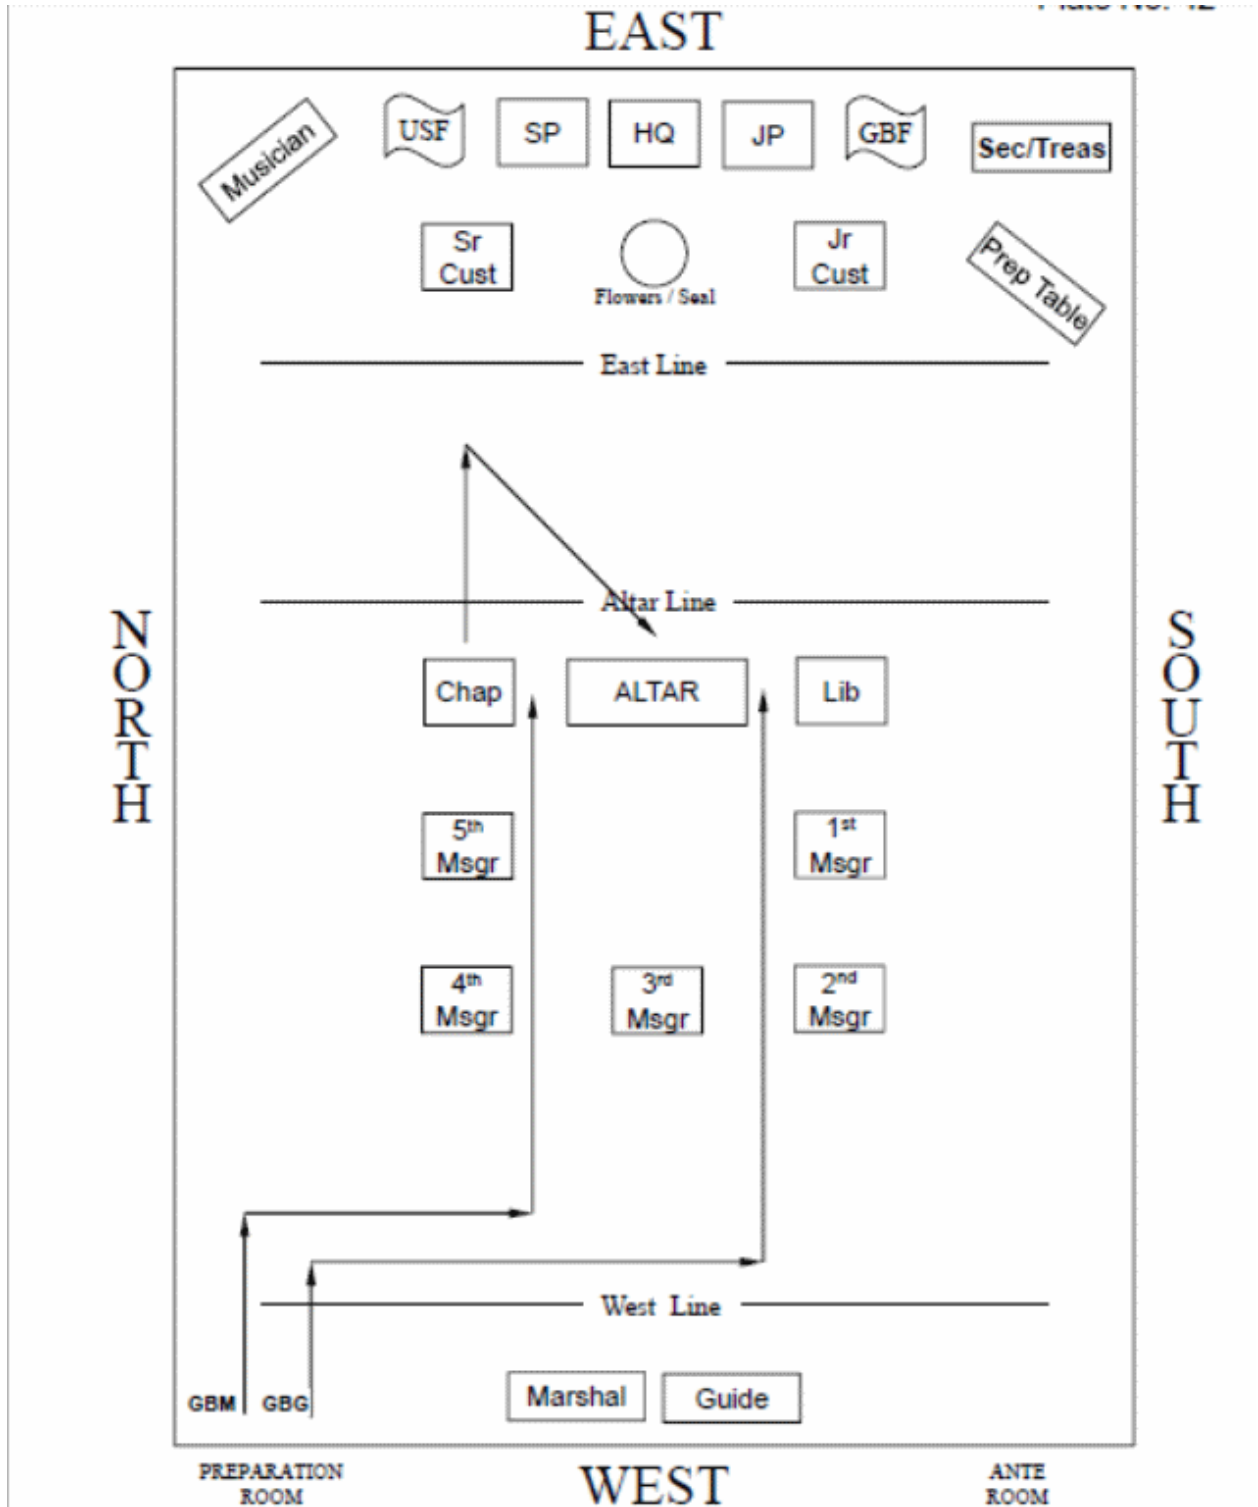 EAST
Musician
USF
SP
HQ
JP
GBF
Sec/Treas
Sr
Cust
Flowers / Seal
Jr
Cust
Prep Table
East Line
Altar Line
NORTH
SOUTH
Chap
ALTAR
Lib
5th
Msgr
1st
Msgr
4th
Msgr
3rd
Msgr
2nd
Msgr
West Line
GBM
GBG
Marshal
Guide
PREPARATION
ROOM
WEST
ANTE
ROOM